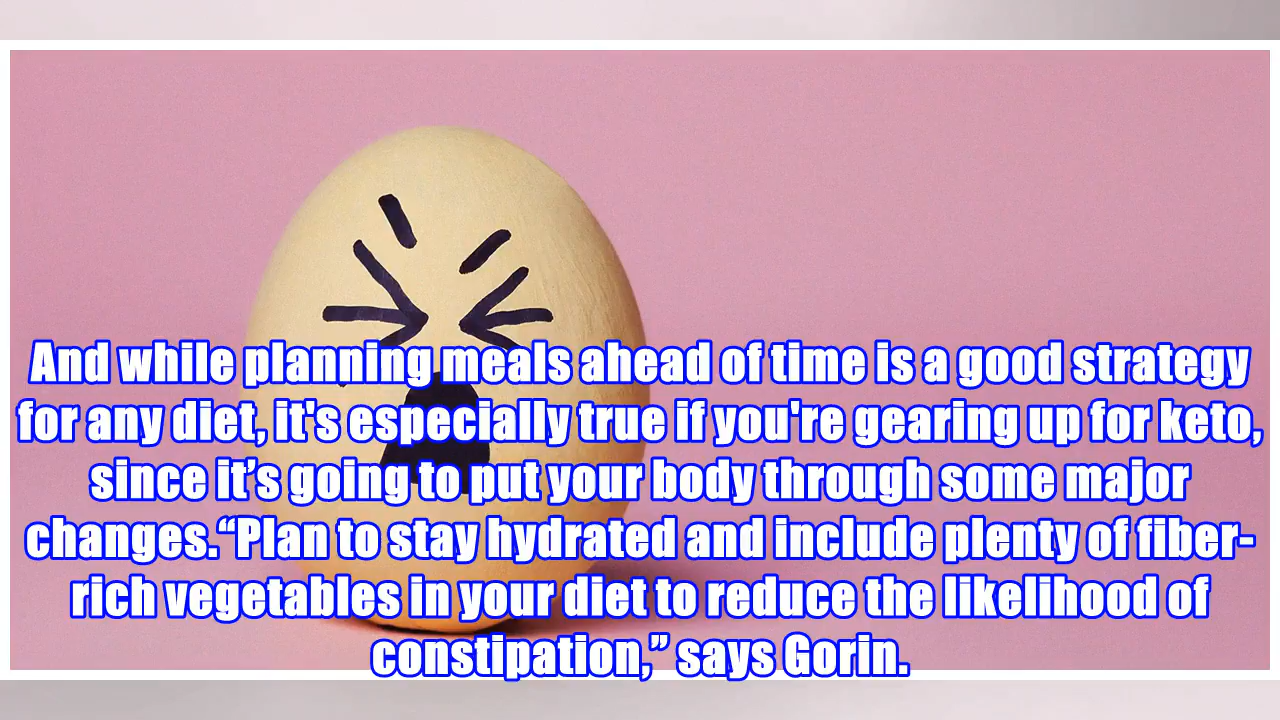 And while planning meals ahead of time is a good strategy
for any diet, it's especially true if you're gearing up for keto,
since it’s going to put your body through some major
changes.“Plan to stay hydrated and include plenty of fiber-
rich vegetables in your diet to reduce the likelihood of
constipation,” says Gorin.